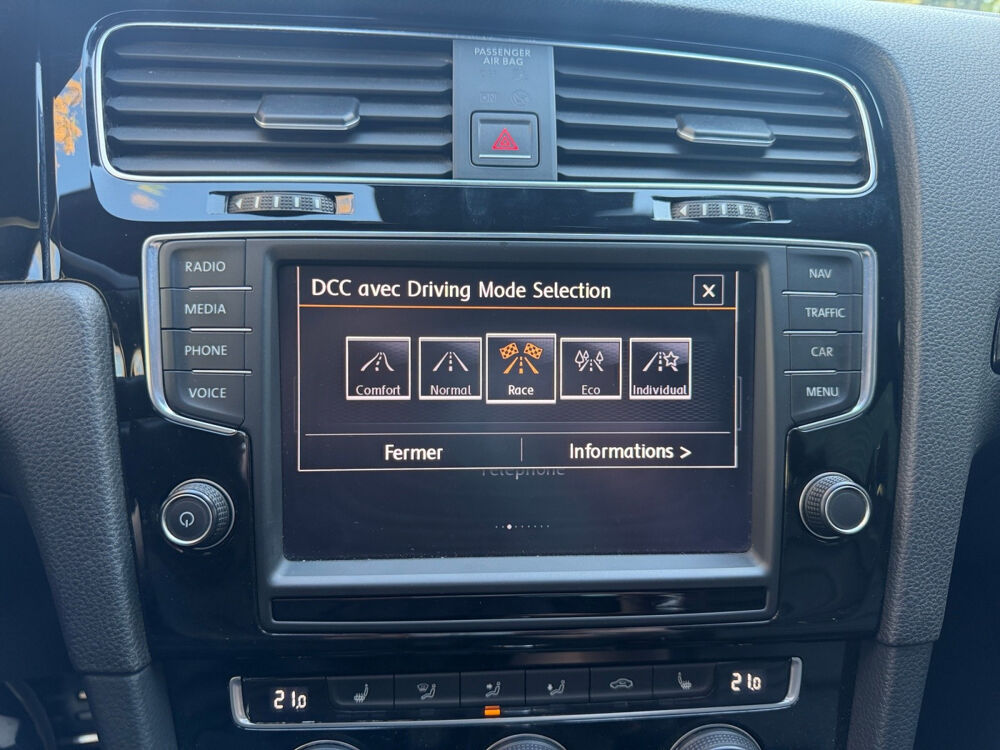 PASSENGER
AIR BAG
RADIO
MEDIA
PHONE
VOICE
NAV
TRAFFIC
CAR
MENU
DCC avec Driving Mode Selection
Comfort
Normal
Race
Eco
Individual
Fermer
Informations >
Téléphone
21,0
21,0